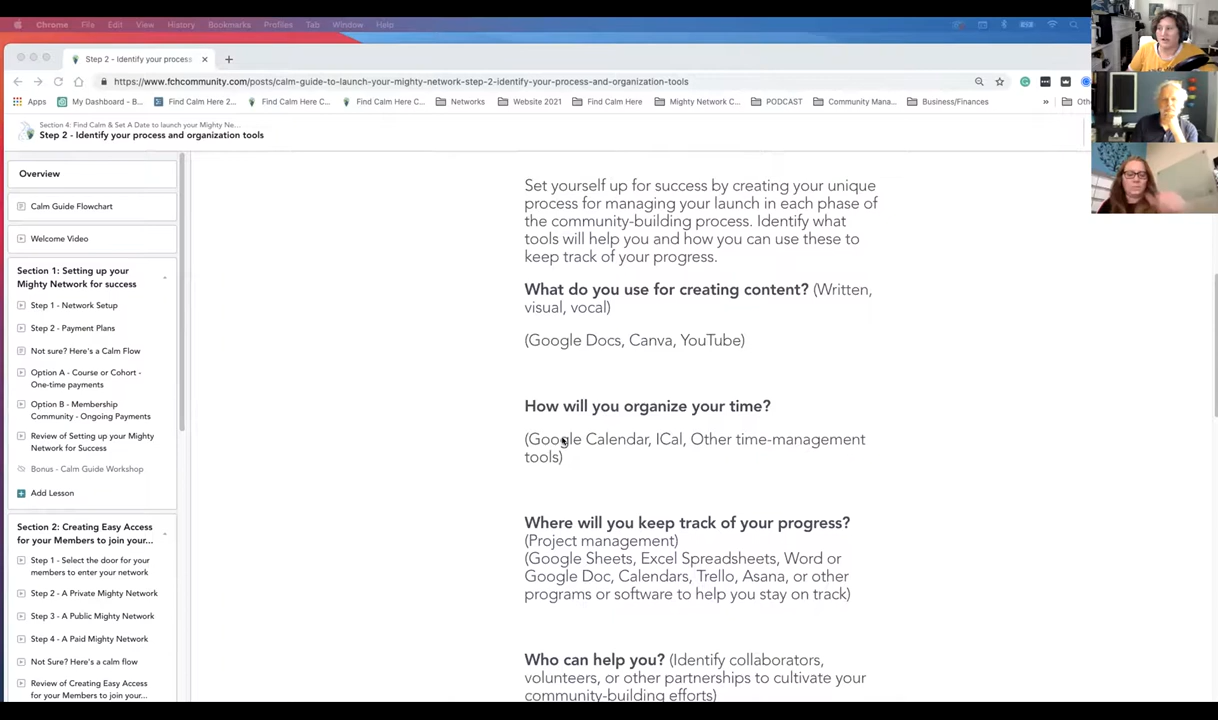 Chrome File Edit View History Bookmarks Profiles Tab Window Help
Step 2 - Identify your process
https://www.fchcommunity.com/posts/calm-guide-to-launch-your-mighty-network-step-2-identify-your-process-and-organization-tools
Apps My Dashboard - B... Find Calm Here 2... Find Calm Here C... Find Calm Here C... Networks Website 2021 Find Calm Here Mighty Network C... PODCAST Community Mana... Business/Finances »
Section 4: Find Calm & Set A Date to launch your Mighty Ne...
Step 2 - Identify your process and organization tools
Overview
Calm Guide Flowchart
Welcome Video
Section 1: Setting up your
Mighty Network for success
Step 1 - Network Setup
Step 2 - Payment Plans
Not sure? Here's a Calm Flow
Option A - Course or Cohort -
One-time payments
Option B - Membership
Community - Ongoing Payments
Review of Setting up your Mighty
Network for Success
Bonus - Calm Guide Workshop
Add Lesson
Section 2: Creating Easy Access
for your Members to join your...
Step 1 - Select the door for your
members to enter your network
Step 2 - A Private Mighty Network
Step 3 - A Public Mighty Network
Step 4 - A Paid Mighty Network
Not Sure? Here's a calm flow
Review of Creating Easy Access
for your Members to join your...
Set yourself up for success by creating your unique
process for managing your launch in each phase of
the community-building process. Identify what
tools will help you and how you can use these to
keep track of your progress.
What do you use for creating content? (Written,
visual, vocal)
(Google Docs, Canva, YouTube)
How will you organize your time?
(Google Calendar, ICal, Other time-management
tools)
Where will you keep track of your progress?
(Project management)
(Google Sheets, Excel Spreadsheets, Word or
Google Doc, Calendars, Trello, Asana, or other
programs or software to help you stay on track)
Who can help you? (Identify collaborators,
volunteers, or other partnerships to cultivate your
community-building efforts)